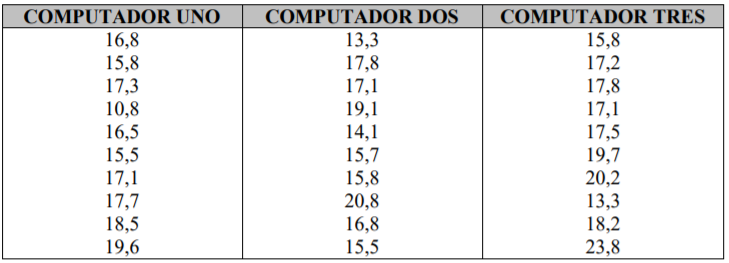 COMPUTADOR UNO COMPUTADOR DOS COMPUTADOR TRES
16,8 13,3 15,8
15,8 17,8 17,2
17,3 17,1 17,8
10,8 19,1 17,1
16,5 14,1 17,5
15,5 15,7 19,7
17,1 15,8 20,2
17,7 20,8 13,3
18,5 16,8 18,2
19,6 15,5 23,8